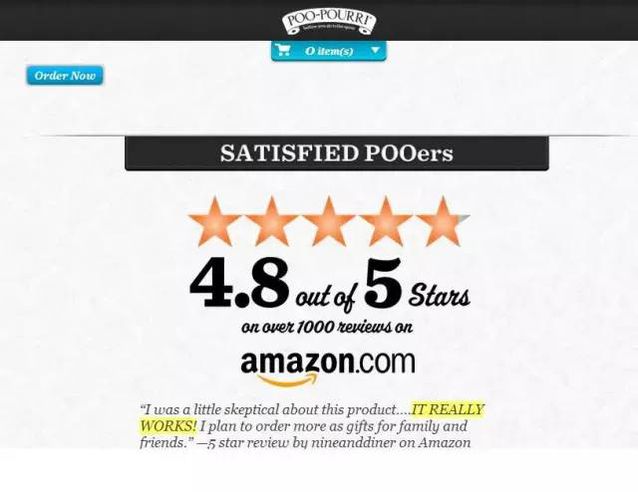 POO-POURRI
0 item(s)
Order Now
SATISFIED POOers
4.8 out of 5 Stars
on over 1000 reviews on
amazon.com
“I was a little skeptical about this product....IT REALLY
WORKS! I plan to order more as gifts for family and
friends.” —5 star review by nineanddiner on Amazon